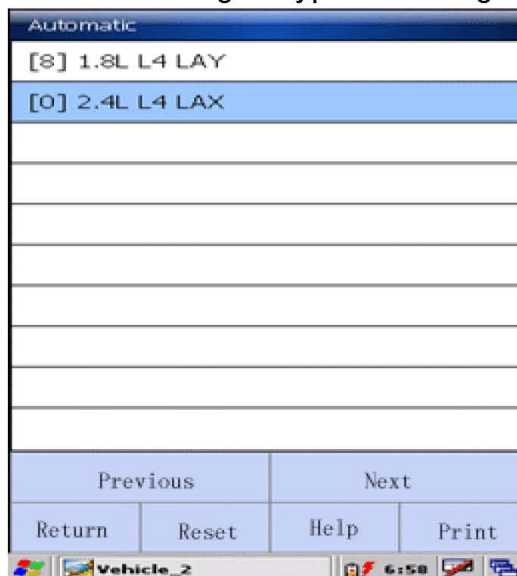 Automatic
[8] 1.8L L4 LAY
[0] 2.4L L4 LAX
Previous Next
Return Reset Help Print
Vehicle_2 6:58